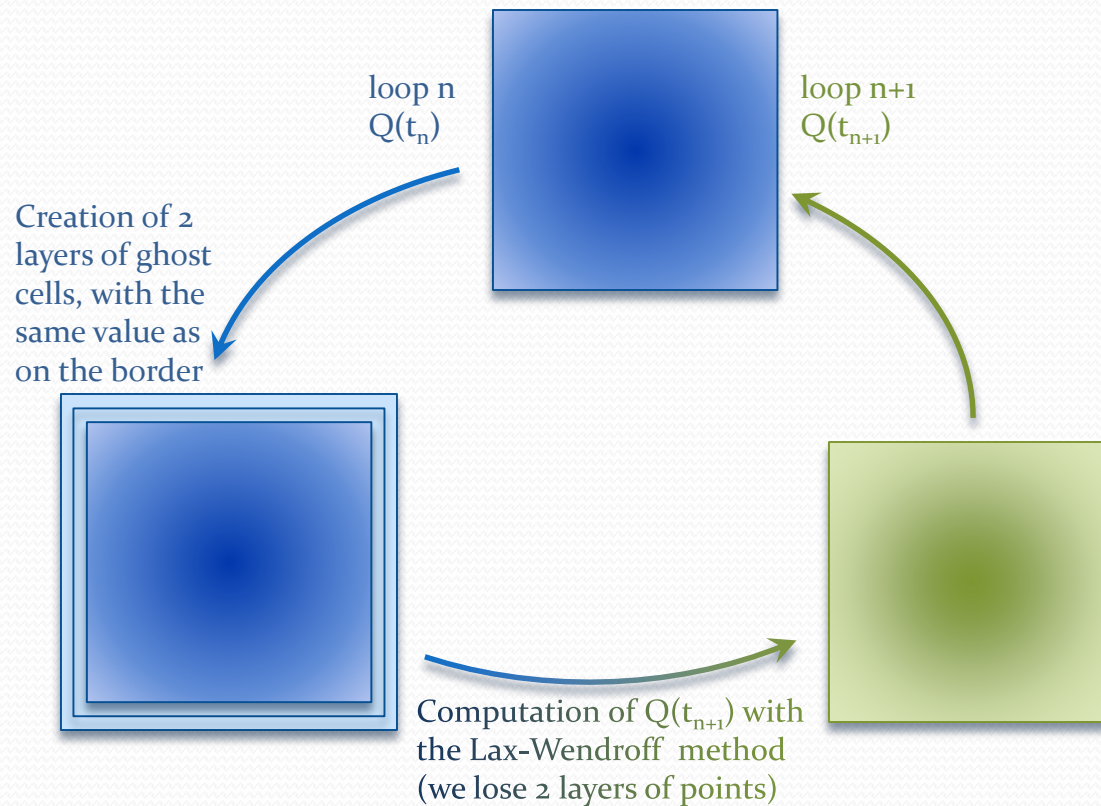 loop n
Q(tₙ)
loop n+1
Q(tₙ₊₁)
Creation of 2
layers of ghost
cells, with the
same value as
on the border
Computation of Q(tₙ₊₁) with
the Lax-Wendroff method
(we lose 2 layers of points)